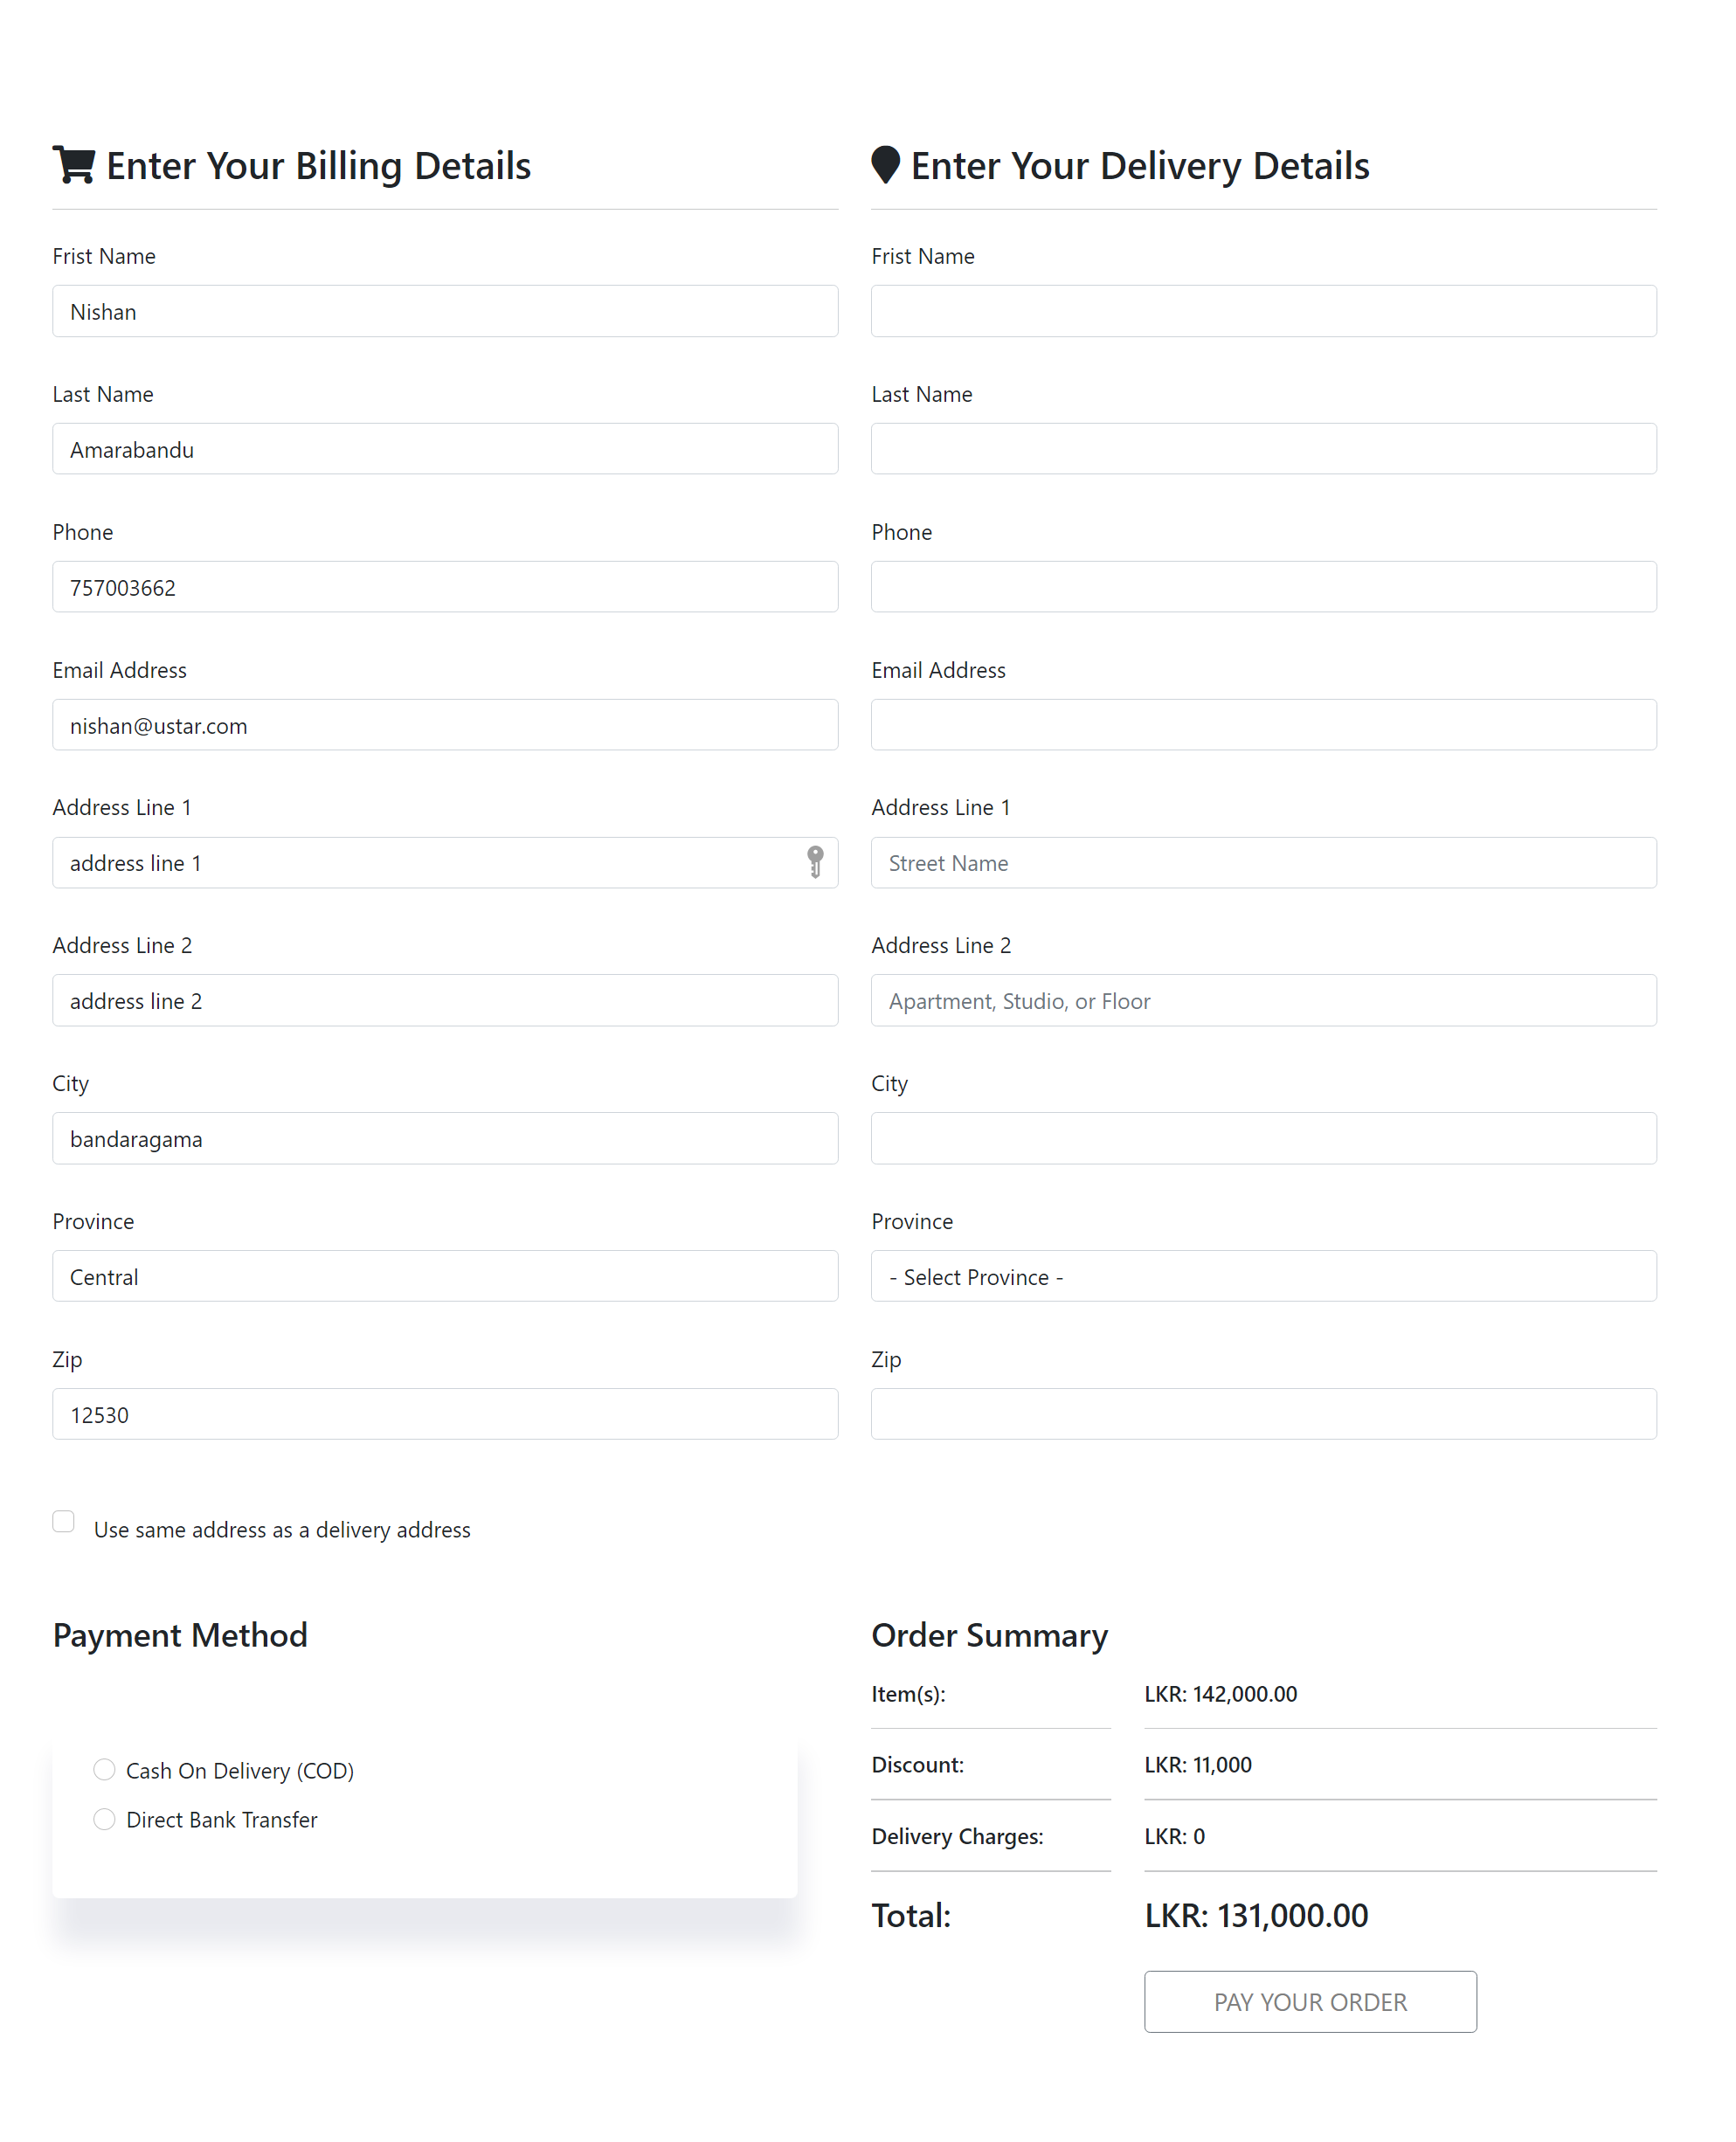 Enter Your Billing Details
Frist Name
Nishan
Last Name
Amarabandu
Phone
757003662
Email Address
nishan@ustar.com
Address Line 1
address line 1
Address Line 2
address line 2
City
bandaragama
Province
Central
Zip
12530
Use same address as a delivery address
Enter Your Delivery Details
Frist Name
Last Name
Phone
Email Address
Address Line 1
Street Name
Address Line 2
Apartment, Studio, or Floor
City
Province
- Select Province -
Zip
Payment Method
Cash On Delivery (COD)
Direct Bank Transfer
Order Summary
Item(s): LKR: 142,000.00
Discount: LKR: 11,000
Delivery Charges: LKR: 0
Total: LKR: 131,000.00
PAY YOUR ORDER